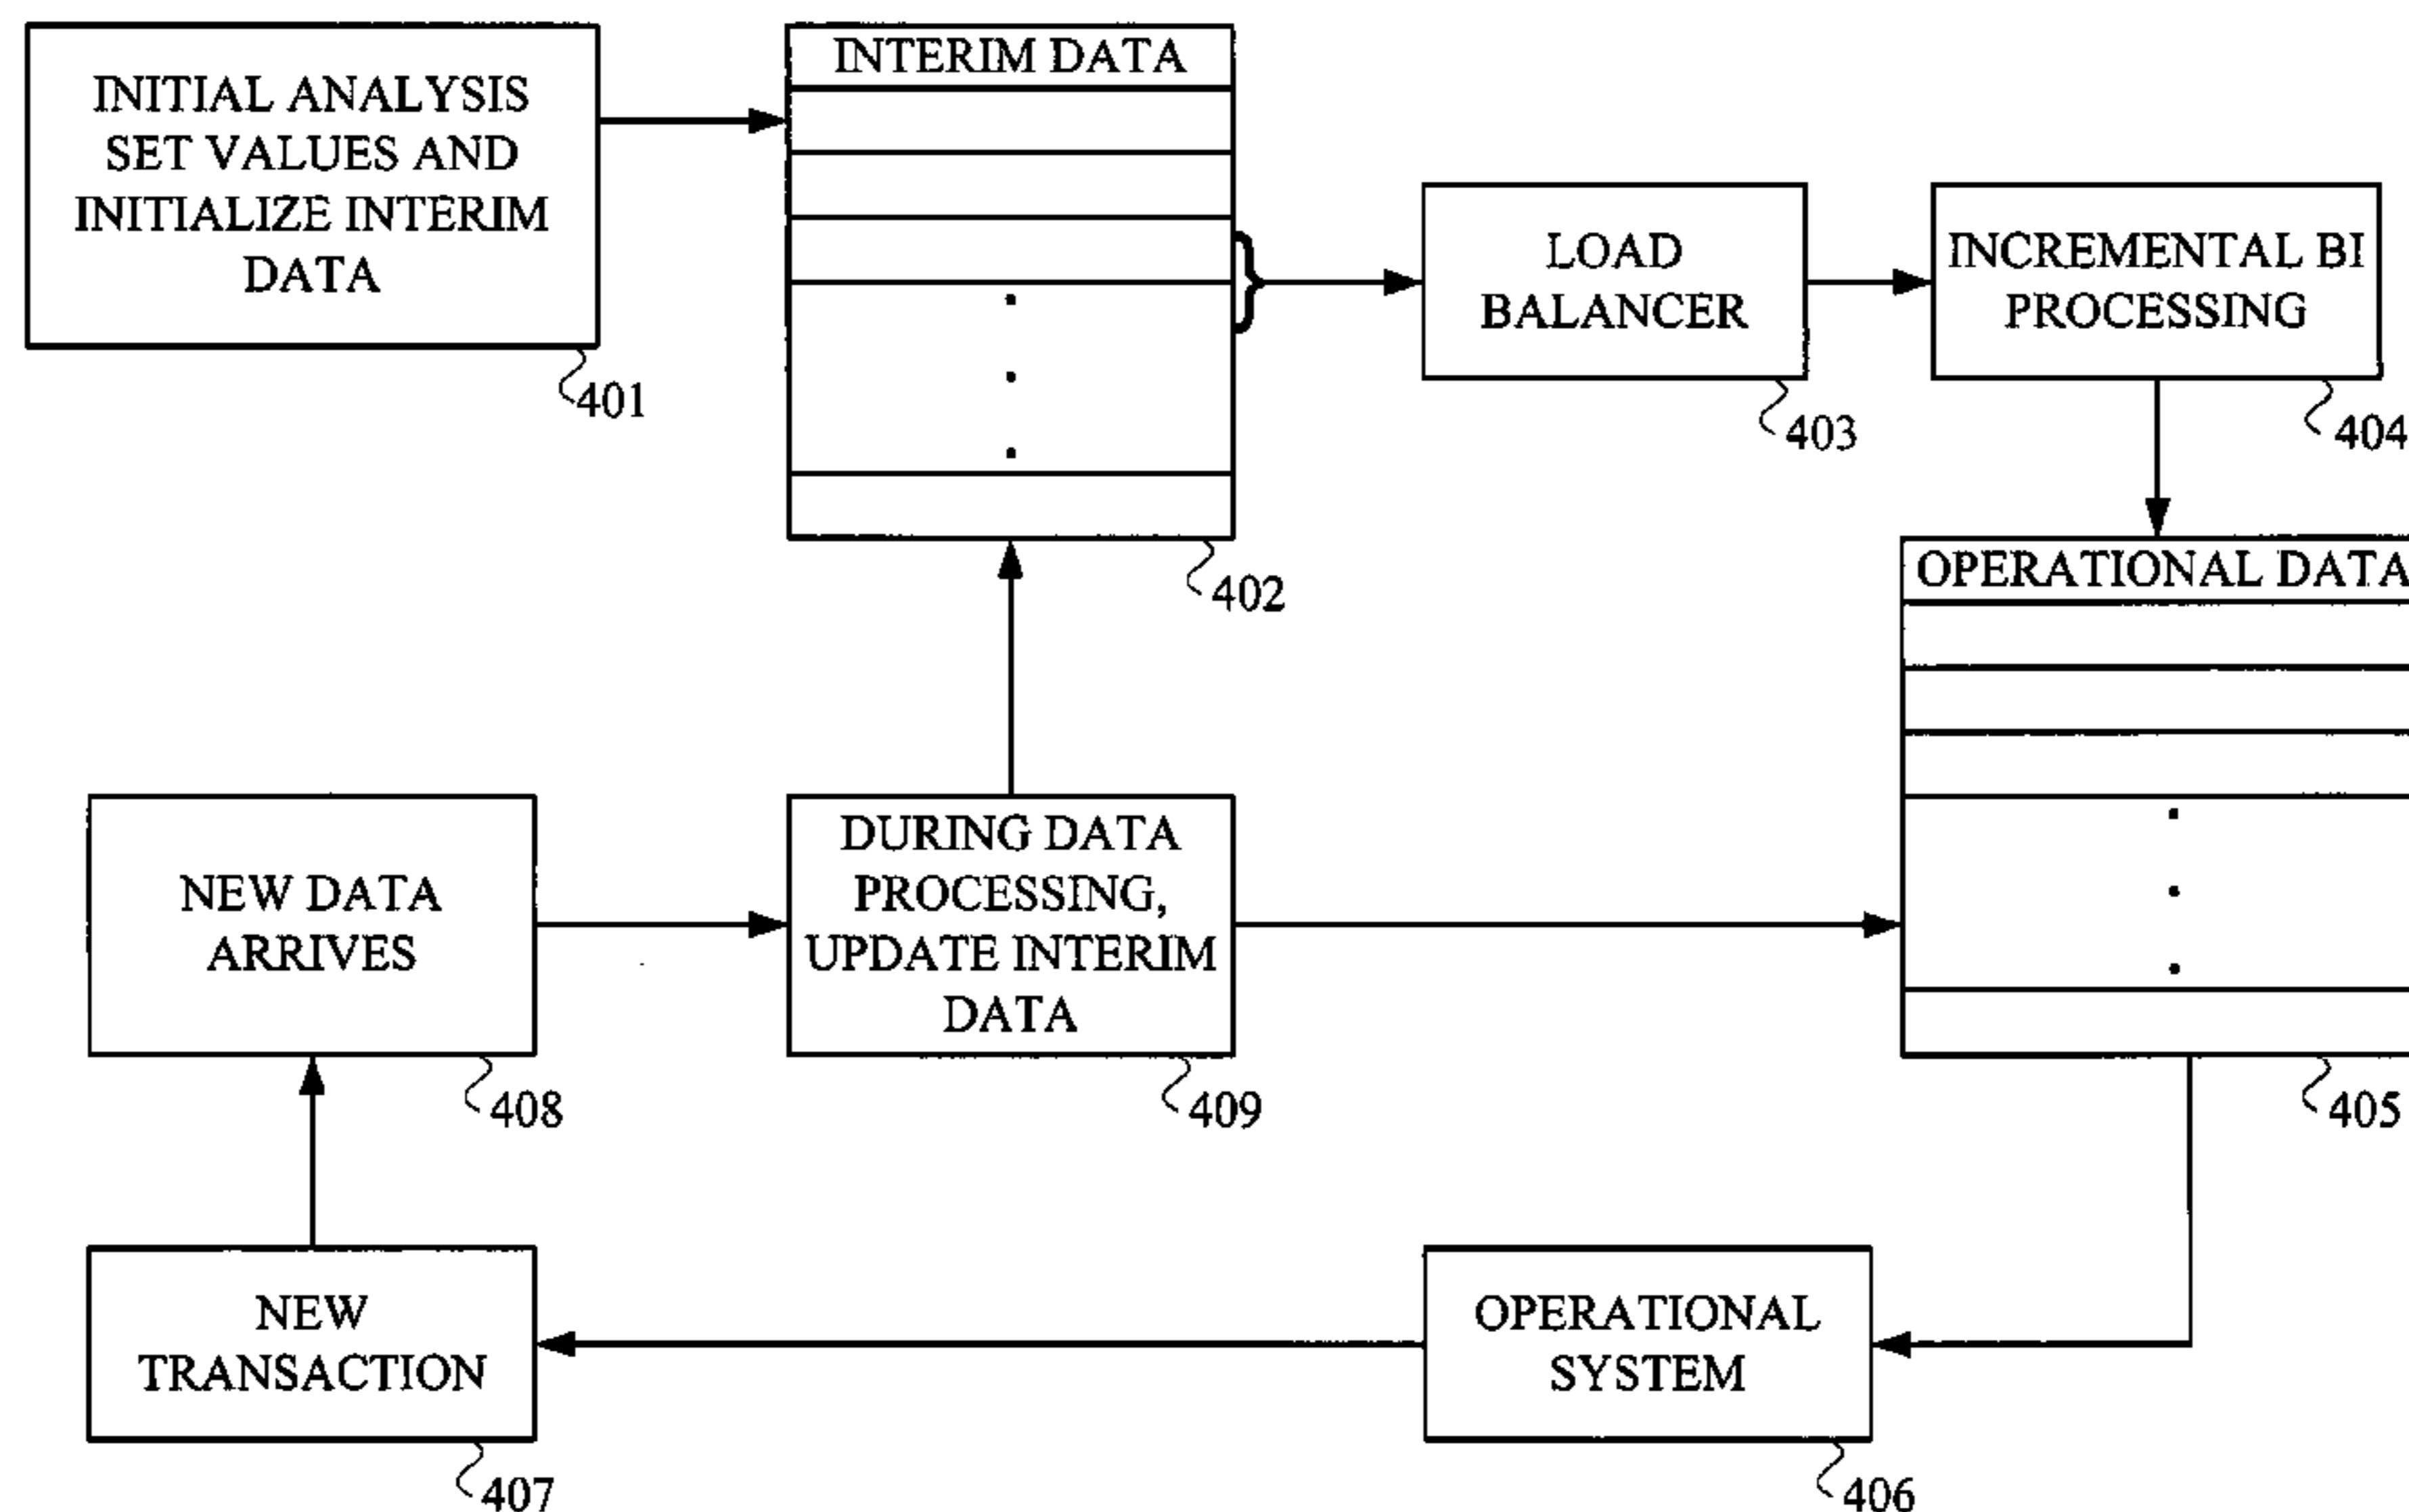 INITIAL ANALYSIS
SET VALUES AND
INITIALIZE INTERIM
DATA
401
INTERIM DATA
402
LOAD
BALANCER
403
INCREMENTAL BI
PROCESSING
404
OPERATIONAL DATA
405
NEW DATA
ARRIVES
408
DURING DATA
PROCESSING,
UPDATE INTERIM
DATA
409
NEW
TRANSACTION
407
OPERATIONAL
SYSTEM
406